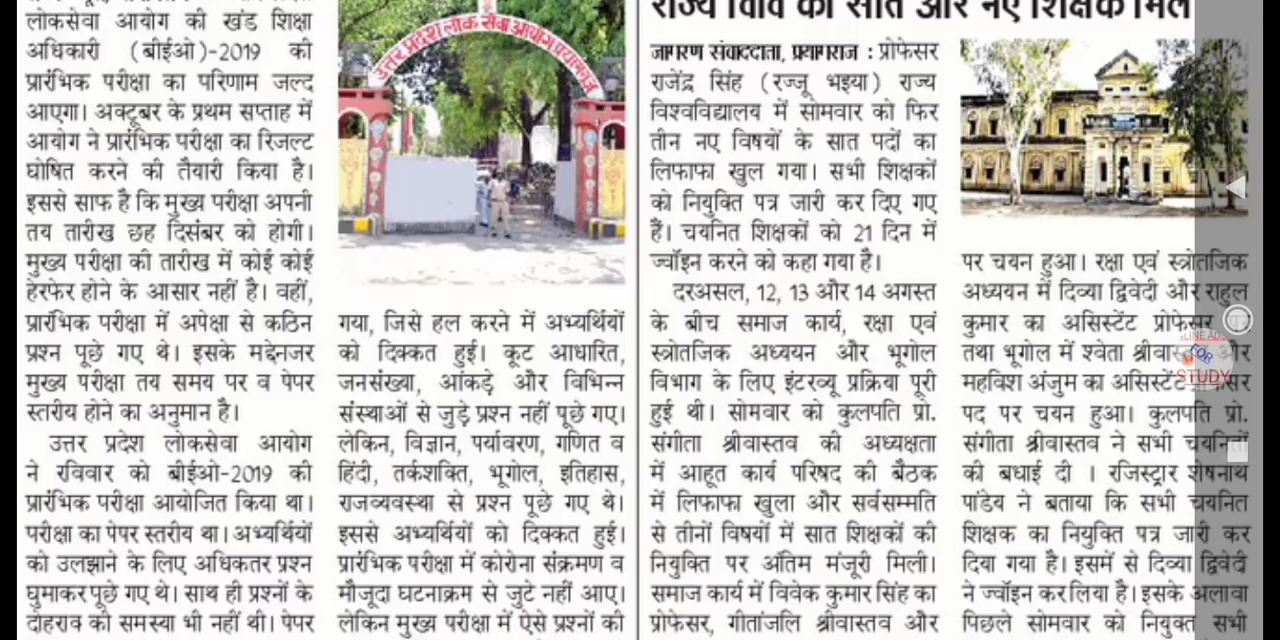 लोकसेवा आयोग की खंड शिक्षा
अधिकारी (बीईओ)-2019 की
प्रारंभिक परीक्षा का परिणाम जल्द
आएगा। अक्टूबर के प्रथम सप्ताह में
आयोग ने प्रारंभिक परीक्षा का रिजल्ट
घोषित करने की तैयारी किया है।
इससे साफ है कि मुख्य परीक्षा अपनी
तय तारीख छह दिसंबर को होगी।
मुख्य परीक्षा की तारीख में कोई कोई
हेरफेर होने के आसार नहीं है। वहीं,
प्रारंभिक परीक्षा में अपेक्षा से कठिन
प्रश्न पूछे गए थे। इसके मद्देनजर
मुख्य परीक्षा तय समय पर व पेपर
स्तरीय होने का अनुमान है।
उत्तर प्रदेश लोकसेवा आयोग
ने रविवार को बीईओ-2019 की
प्रारंभिक परीक्षा आयोजित किया था।
परीक्षा का पेपर स्तरीय था। अभ्यर्थियों
को उलझाने के लिए अधिकतर प्रश्न
घुमाकर पूछे गए थे। साथ ही प्रश्नों के
दोहराव की समस्या भी नहीं थी। पेपर
उत्तर प्रदेश लोक सेवा आयोग प्रयागराज
गया, जिसे हल करने में अभ्यर्थियों
को दिक्कत हुई। कूट आधारित,
जनसंख्या, आंकड़े और विभिन्न
संस्थाओं से जुड़े प्रश्न नहीं पूछे गए।
लेकिन, विज्ञान, पर्यावरण, गणित व
हिंदी, तर्कशक्ति, भूगोल, इतिहास,
राजव्यवस्था से प्रश्न पूछे गए थे।
इससे अभ्यर्थियों को दिक्कत हुई।
प्रारंभिक परीक्षा में कोरोना संक्रमण व
मौजूदा घटनाक्रम से जुटे नहीं आए।
लेकिन मुख्य परीक्षा में ऐसे प्रश्नों की
राज्य विवि को सात और नए शिक्षक मिले
जागरण संवाददाता, प्रयागराज : प्रोफेसर
राजेंद्र सिंह (रज्जू भइया) राज्य
विश्वविद्यालय में सोमवार को फिर
तीन नए विषयों के सात पदों का
लिफाफा खुल गया। सभी शिक्षकों
को नियुक्ति पत्र जारी कर दिए गए
हैं। चयनित शिक्षकों को 21 दिन में
ज्वॉइन करने को कहा गया है।
दरअसल, 12, 13 और 14 अगस्त
के बीच समाज कार्य, रक्षा एवं
स्त्रोतजिक अध्ययन और भूगोल
विभाग के लिए इंटरव्यू प्रक्रिया पूरी
हुई थी। सोमवार को कुलपति प्रो.
संगीता श्रीवास्तव की अध्यक्षता
में आहूत कार्य परिषद की बैठक
में लिफाफा खुला और सर्वसम्मति
से तीनों विषयों में सात शिक्षकों की
नियुक्ति पर अंतिम मंजूरी मिली।
समाज कार्य में विवेक कुमार सिंह का
प्रोफेसर, गीतांजलि श्रीवास्तव और
पर चयन हुआ। रक्षा एवं स्त्रोतजिक
अध्ययन में दिव्या द्विवेदी और राहुल
कुमार का असिस्टेंट प्रोफेसर पर
तथा भूगोल में श्वेता श्रीवास्तव और
महविश अंजुम का असिस्टेंट प्रोफेसर
पद पर चयन हुआ। कुलपति प्रो.
संगीता श्रीवास्तव ने सभी चयनितों
की बधाई दी । रजिस्ट्रार शेषनाथ
पांडेय ने बताया कि सभी चयनित
शिक्षक का नियुक्ति पत्र जारी कर
दिया गया है। इसमें से दिव्या द्विवेदी
ने ज्वॉइन कर लिया है। इसके अलावा
पिछले सोमवार को नियुक्त सभी
FOR
STUDY